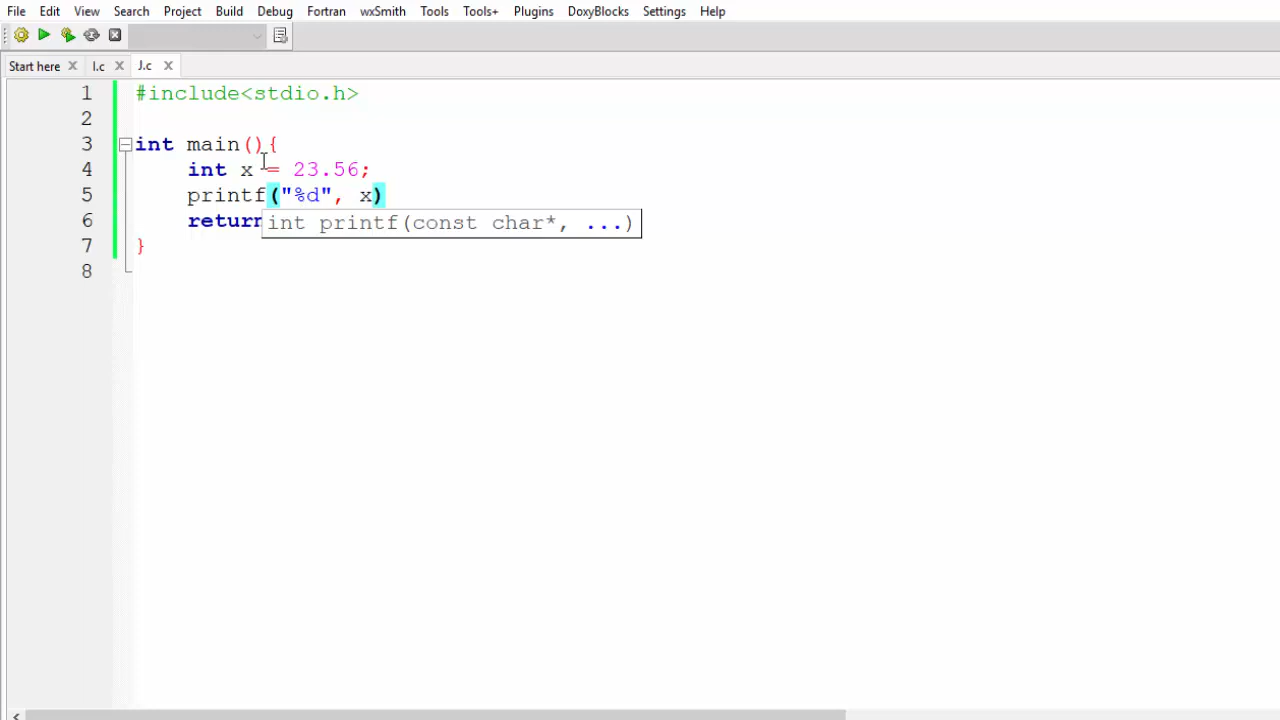 File Edit View Search Project Build Debug Fortran wxSmith Tools Tools+ Plugins DoxyBlocks Settings Help
Start here I.c J.c
1 #include<stdio.h>
2
3 int main(){
4 int x = 23.56;
5 printf("%d", x)
6 return
int printf(const char*, ...)
7 }
8